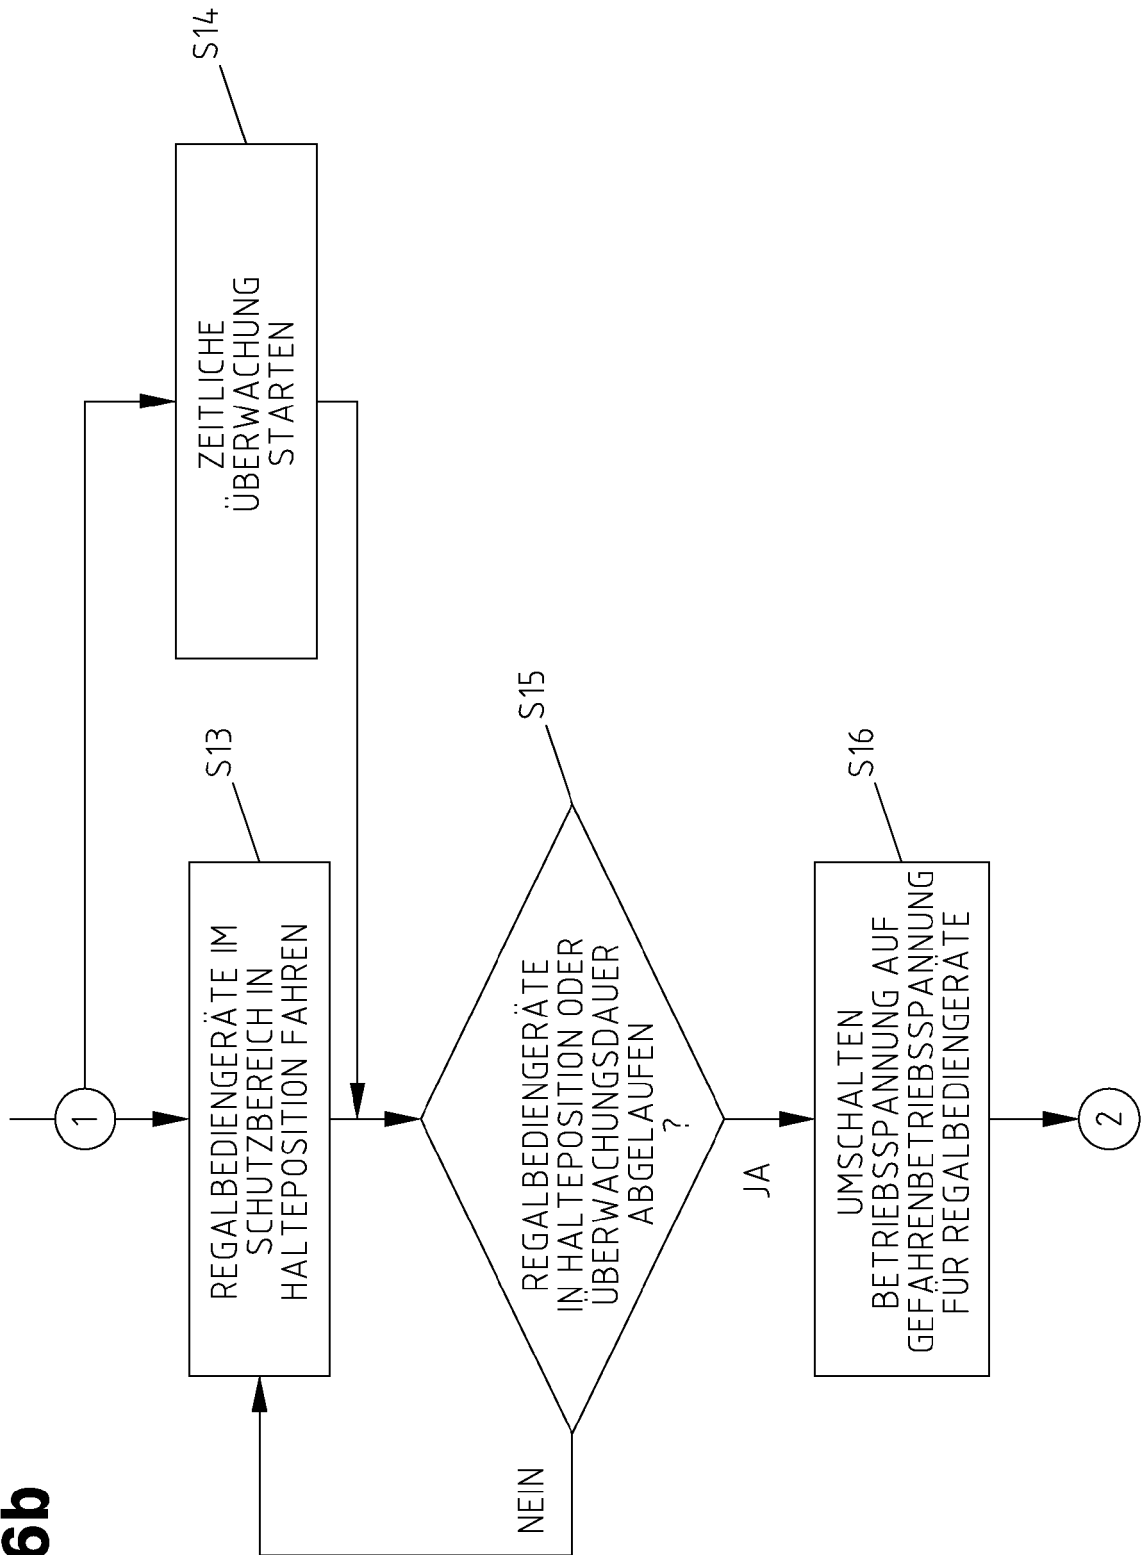 6b
1
S14
ZEITLICHE
ÜBERWACHUNG
STARTEN
S13
REGALBEDIENGERÄTE IM
SCHUTZBEREICH IN
HALTEPOSITION FAHREN
S15
REGALBEDIENGERÄTE
IN HALTEPOSITION ODER
ÜBERWACHUNGSDAUER
ABGELAUFEN
?
NEIN
JA
S16
UMSCHALTEN
BETRIEBSSPANNUNG AUF
GEFÄHRENBETRIEBSSPÄNNUNG
FÜR REGALBEDIENGERÄTE
2